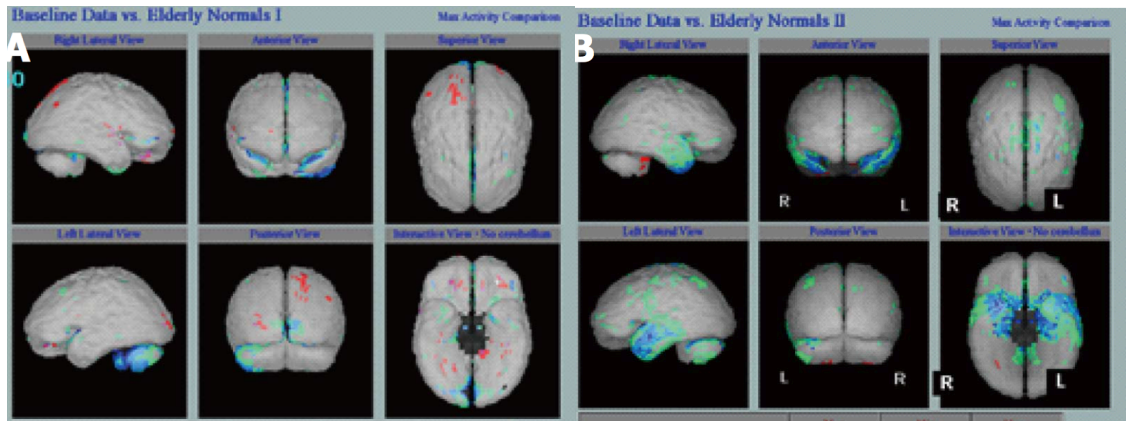 Baseline Data vs. Elderly Normals I
Max Activity Comparison
A
Right Lateral View
Anterior View
Superior View
0
Left Lateral View
Posterior View
Interactive View - No cerebellum
Baseline Data vs. Elderly Normals II
Max Activity Comparison
B
Right Lateral View
Anterior View
Superior View
R
L
R
L
Left Lateral View
Posterior View
Interactive View - No cerebellum
L
R
R
L